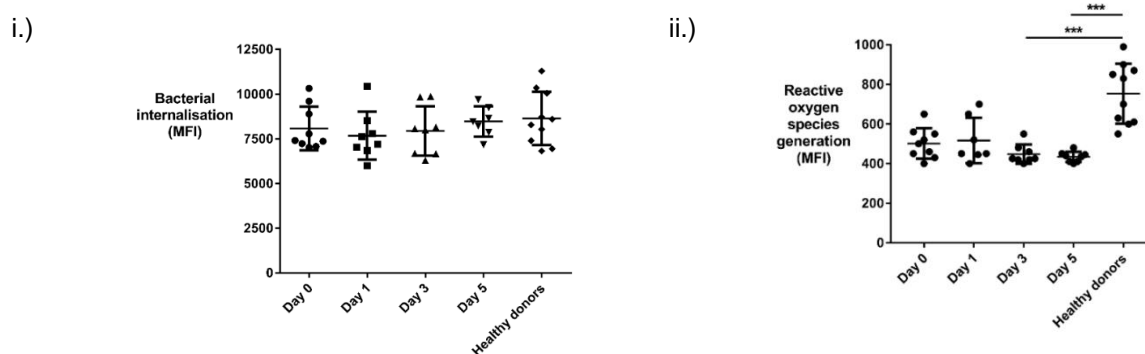 i.)
Bacterial
internalisation
(MFI)
12500
10000
7500
5000
2500
0
Day 0
Day 1
Day 3
Day 5
Healthy donors
ii.)
***
***
Reactive
oxygen
species
generation
(MFI)
1000
800
600
400
200
0
Day 0
Day 1
Day 3
Day 5
Healthy donors